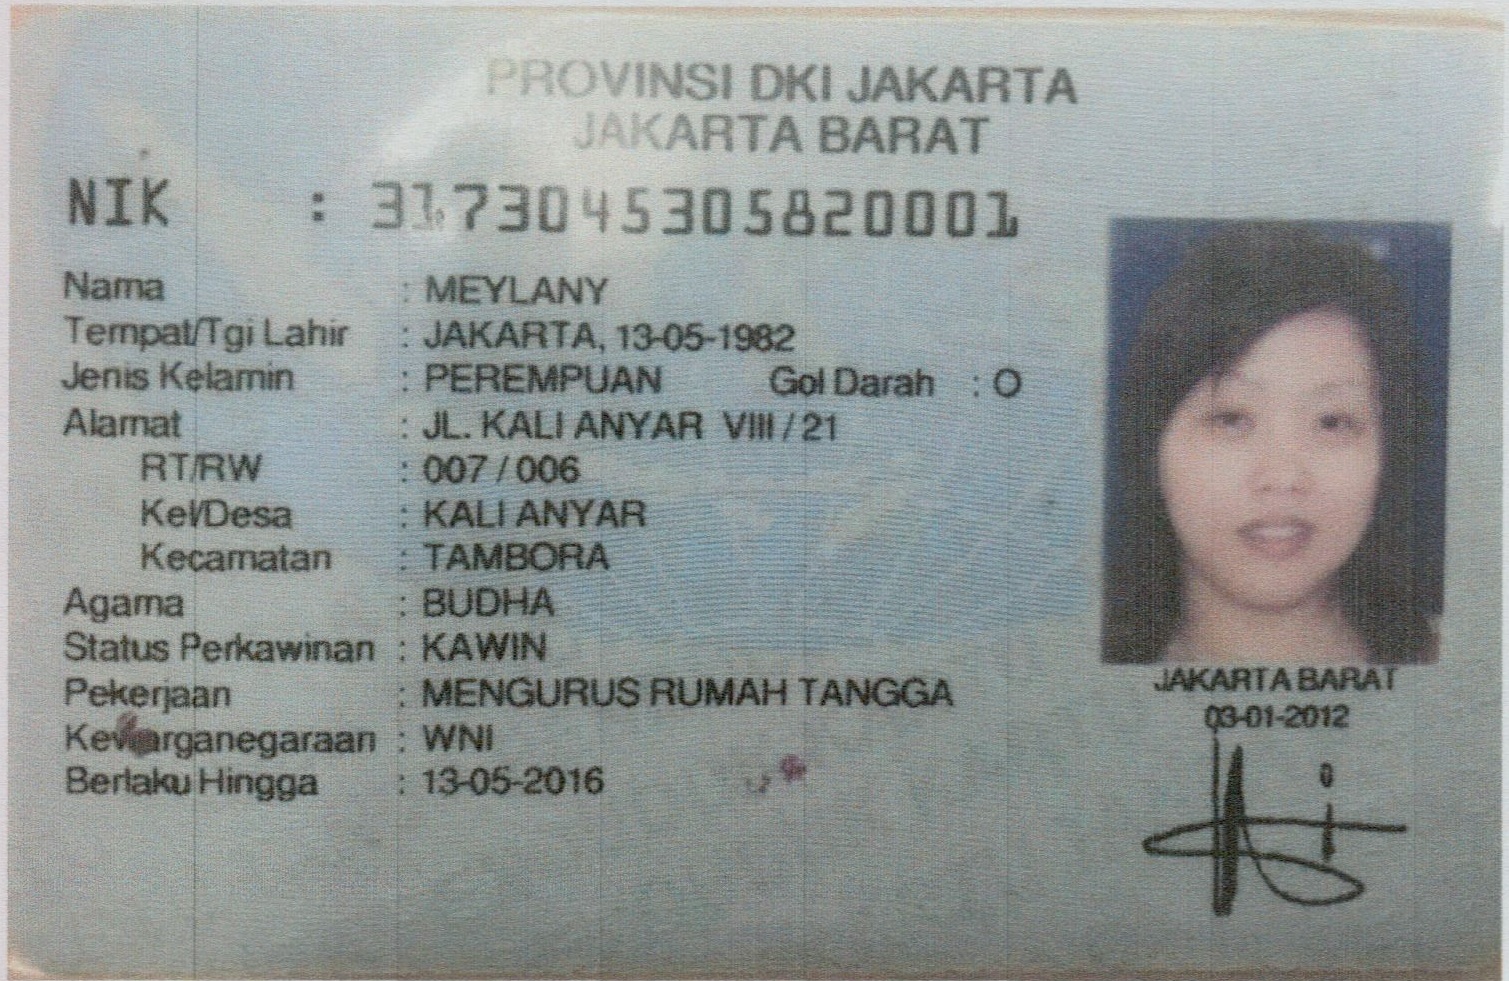 PROVINSI DKI JAKARTA
JAKARTA BARAT
NIK : 3173045305820001
Nama : MEYLANY
Tempat/Tgl Lahir : JAKARTA, 13-05-1982
Jenis Kelamin : PEREMPUAN Gol Darah : O
Alamat : JL. KALI ANYAR VIII / 21
RT/RW : 007 / 006
Kel/Desa : KALI ANYAR
Kecamatan : TAMBORA
Agama : BUDHA
Status Perkawinan : KAWIN
Pekerjaan : MENGURUS RUMAH TANGGA
Kewarganegaraan : WNI
Berlaku Hingga : 13-05-2016
JAKARTA BARAT
03-01-2012